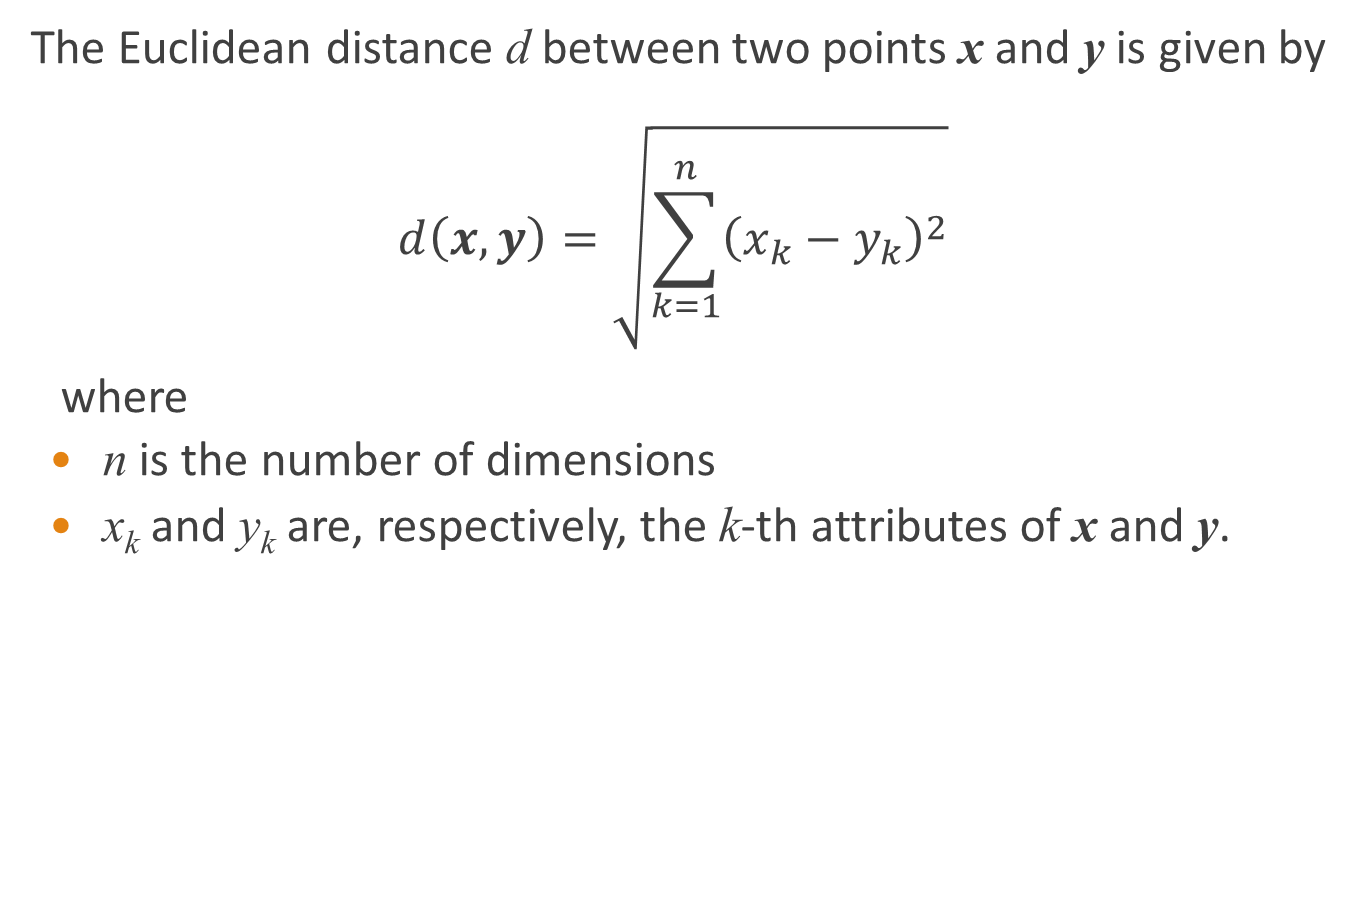 The Euclidean distance d between two points x and y is given by
d(x, y) = √(∑_{k=1}^{n} (x_k − y_k)²)
where
• n is the number of dimensions
• x_k and y_k are, respectively, the k-th attributes of x and y.